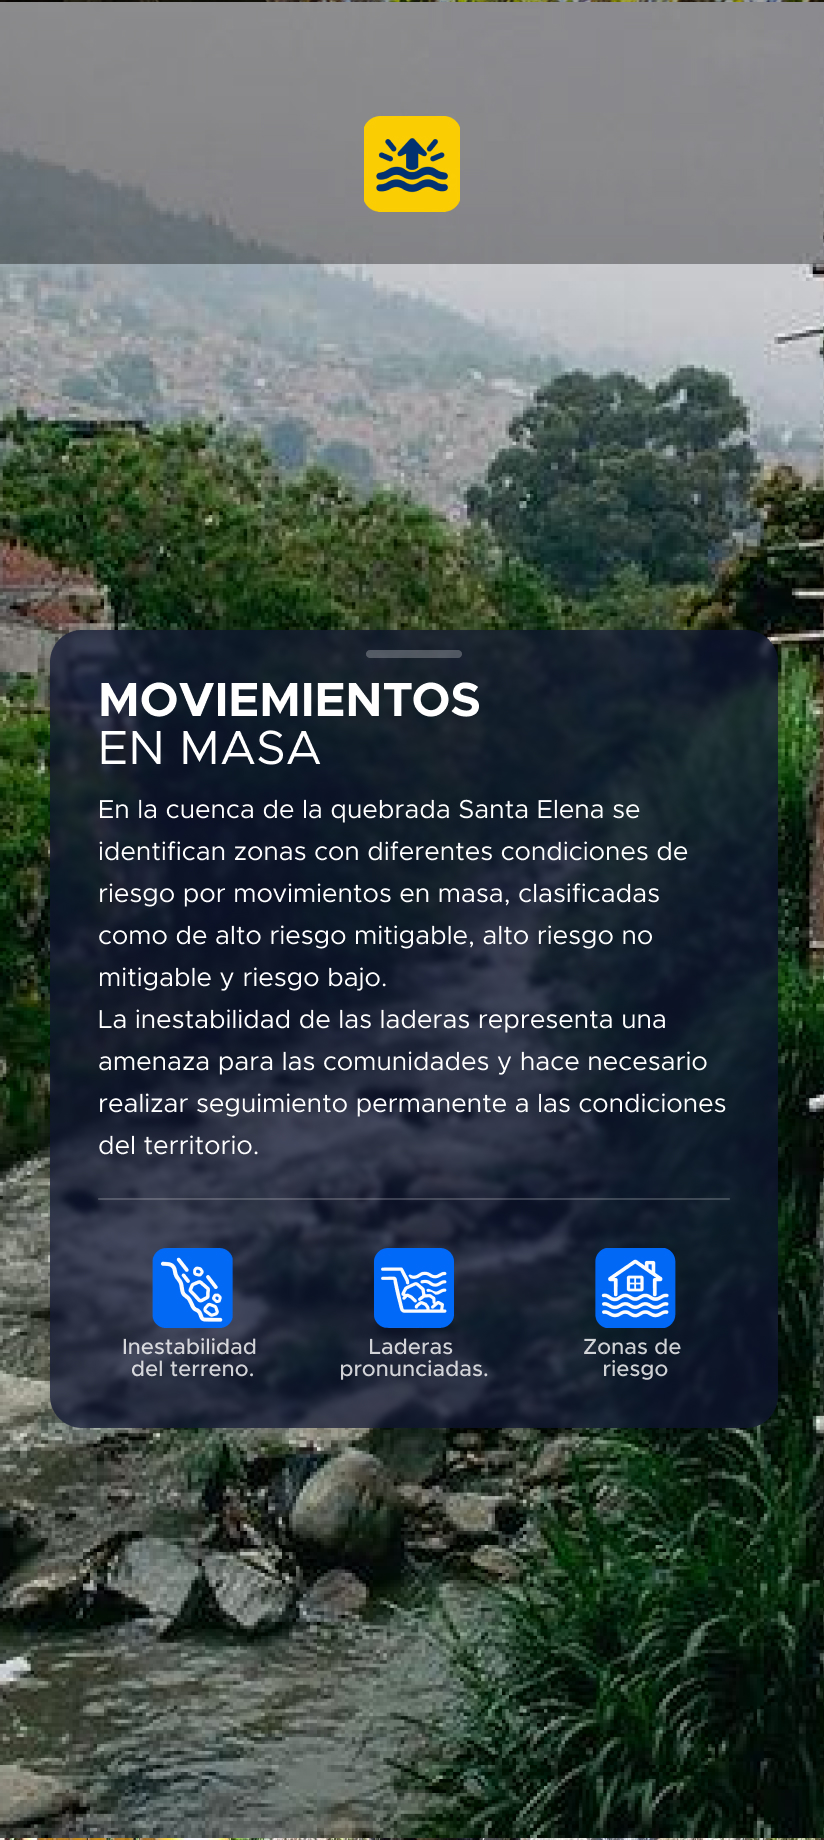 MOVIEMIENTOS
EN MASA
En la cuenca de la quebrada Santa Elena se
identifican zonas con diferentes condiciones de
riesgo por movimientos en masa, clasificadas
como de alto riesgo mitigable, alto riesgo no
mitigable y riesgo bajo.
La inestabilidad de las laderas representa una
amenaza para las comunidades y hace necesario
realizar seguimiento permanente a las condiciones
del territorio.
Inestabilidad
del terreno.
Laderas
pronunciadas.
Zonas de
riesgo